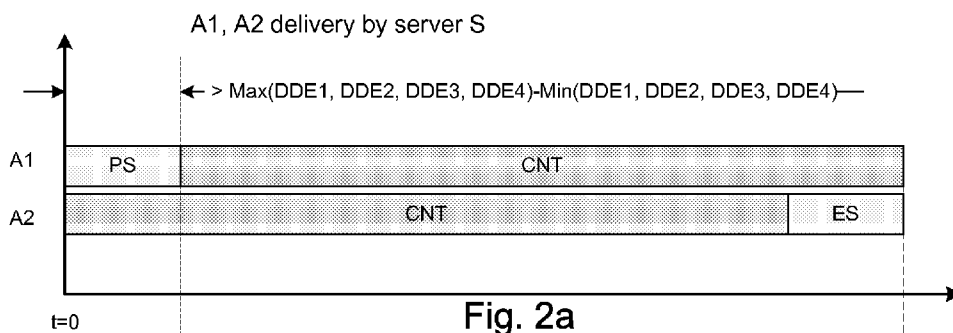 A1, A2 delivery by server S
> Max(DDE1, DDE2, DDE3, DDE4)-Min(DDE1, DDE2, DDE3, DDE4)
A1 PS CNT
A2 CNT ES
t=0 Fig. 2a